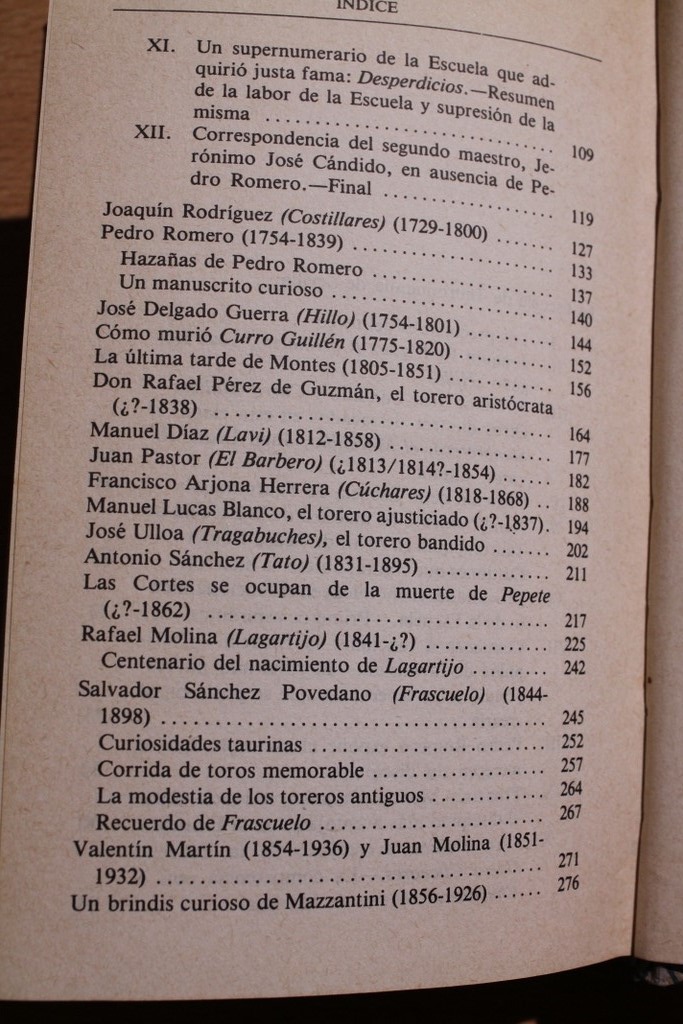 INDICE
XI. Un supernumerario de la Escuela que ad-
quirió justa fama: Desperdicios.—Resumen
de la labor de la Escuela y supresión de la
misma .......................... 109
XII. Correspondencia del segundo maestro, Je-
rónimo José Cándido, en ausencia de Pe-
dro Romero.—Final ................ 119
Joaquín Rodríguez (Costillares) (1729-1800) ....... 127
Pedro Romero (1754-1839) .................. 133
Hazañas de Pedro Romero ................ 137
Un manuscrito curioso .................... 140
José Delgado Guerra (Hillo) (1754-1801) ......... 144
Cómo murió Curro Guillén (1775-1820) .......... 152
La última tarde de Montes (1805-1851) ........... 156
Don Rafael Pérez de Guzmán, el torero aristócrata
(¿?-1838) .............................. 164
Manuel Díaz (Lavi) (1812-1858) .............. 177
Juan Pastor (El Barbero) (¿1813/1814?-1854) ...... 182
Francisco Arjona Herrera (Cúchares) (1818-1868) .. 188
Manuel Lucas Blanco, el torero ajusticiado (¿?-1837). 194
José Ulloa (Tragabuches), el torero bandido ....... 202
Antonio Sánchez (Tato) (1831-1895) ............. 211
Las Cortes se ocupan de la muerte de Pepete
(¿?-1862) .............................. 217
Rafael Molina (Lagartijo) (1841-¿?) ............. 225
Centenario del nacimiento de Lagartijo ......... 242
Salvador Sánchez Povedano (Frascuelo) (1844-
1898) .................................. 245
Curiosidades taurinas ...................... 252
Corrida de toros memorable ................. 257
La modestia de los toreros antiguos ............ 264
Recuerdo de Frascuelo ...................... 267
Valentín Martín (1854-1936) y Juan Molina (1851-
1932) .................................. 271
Un brindis curioso de Mazzantini (1856-1926) ...... 276